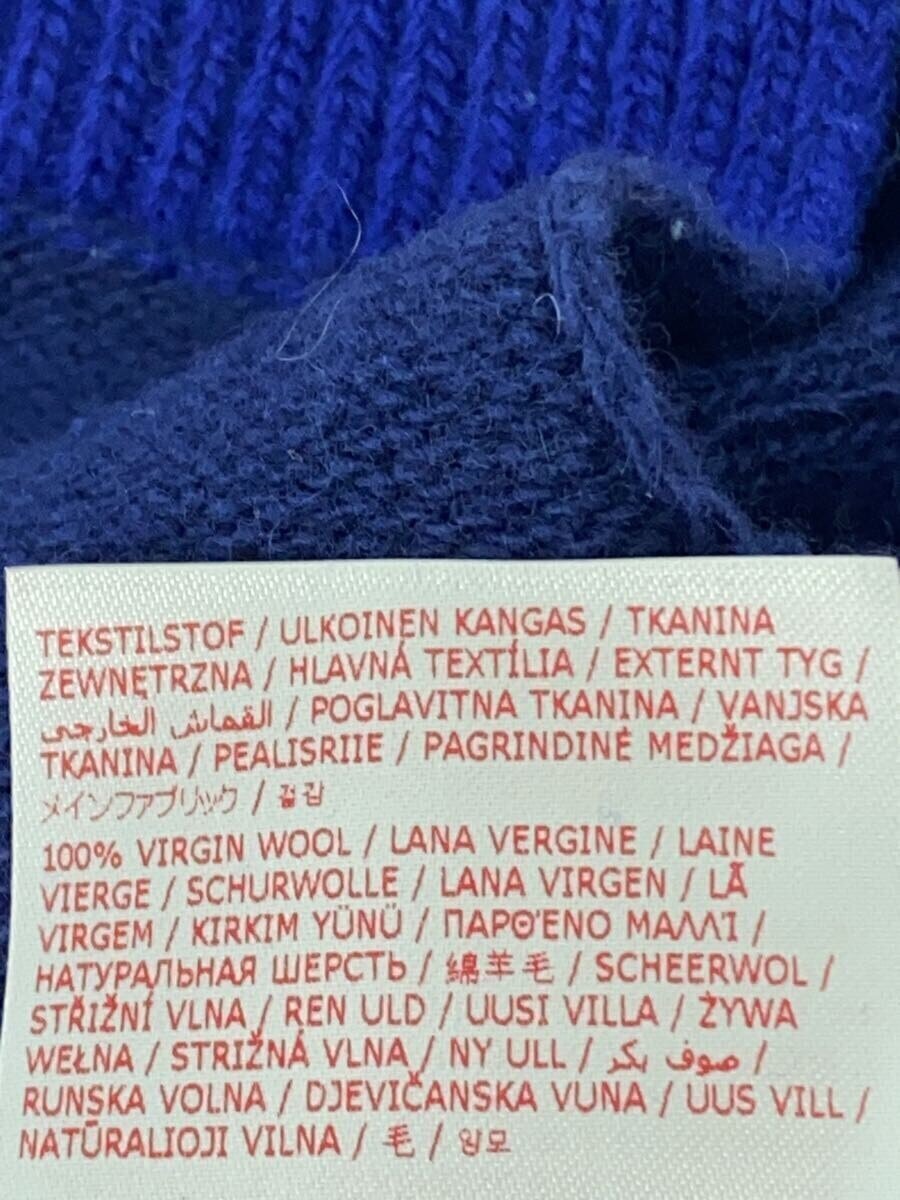 TEKSTILSTOF / ULKOINEN KANGAS / TKANINA
ZEWNĘTRZNA / HLAVNÁ TEXTÍLIA / EXTERNT TYG /
القماش الخارجي / POGLAVITNA TKANINA / VANJSKA
TKANINA / PEALISRIIE / PAGRINDINĖ MEDŽIAGA /
メインファブリック / 겉감
100% VIRGIN WOOL / LANA VERGINE / LAINE
VIERGE / SCHURWOLLE / LANA VIRGEN / LÃ
VIRGEM / KIRKIM YÜNÜ / ΠΑΡΘΈΝΟ ΜΑΛΛΊ /
НАТУРАЛЬНАЯ ШЕРСТЬ / 綿羊毛 / SCHEERWOL /
STŘIŽNÍ VLNA / REN ULD / UUSI VILLA / ŻYWA
WEŁNA / STRIŽNÁ VLNA / NY ULL / صوف بكر /
RUNSKA VOLNA / DJEVIČANSKA VUNA / UUS VILL /
NATŪRALIOJI VILNA / 毛 / 양모